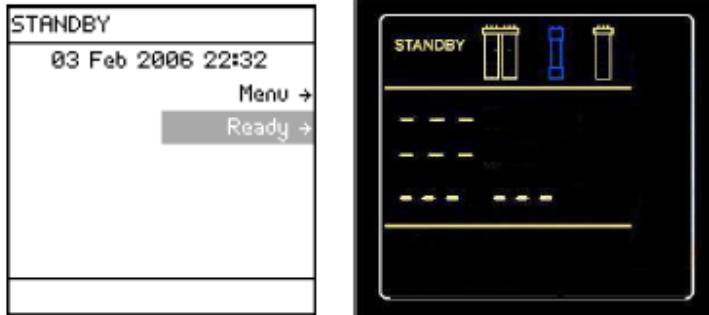 STANDBY
03 Feb 2006 22:32
Menu →
Ready →
STANDBY
--- 
---
--- ---